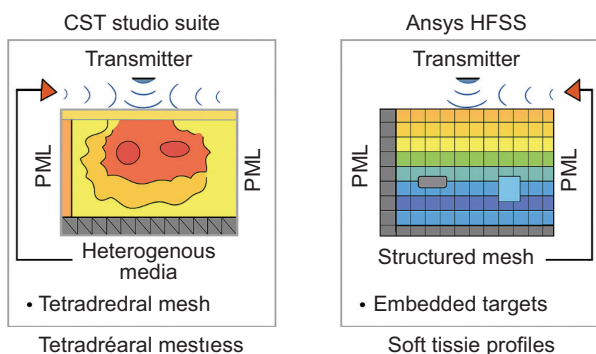 CST studio suite
Transmitter
PML
PML
Heterogenous
media
• Tetradredral mesh
Tetradréaral mestıess
Ansys HFSS
Transmitter
PML
PML
Structured mesh
• Embedded targets
Soft tissie profiles